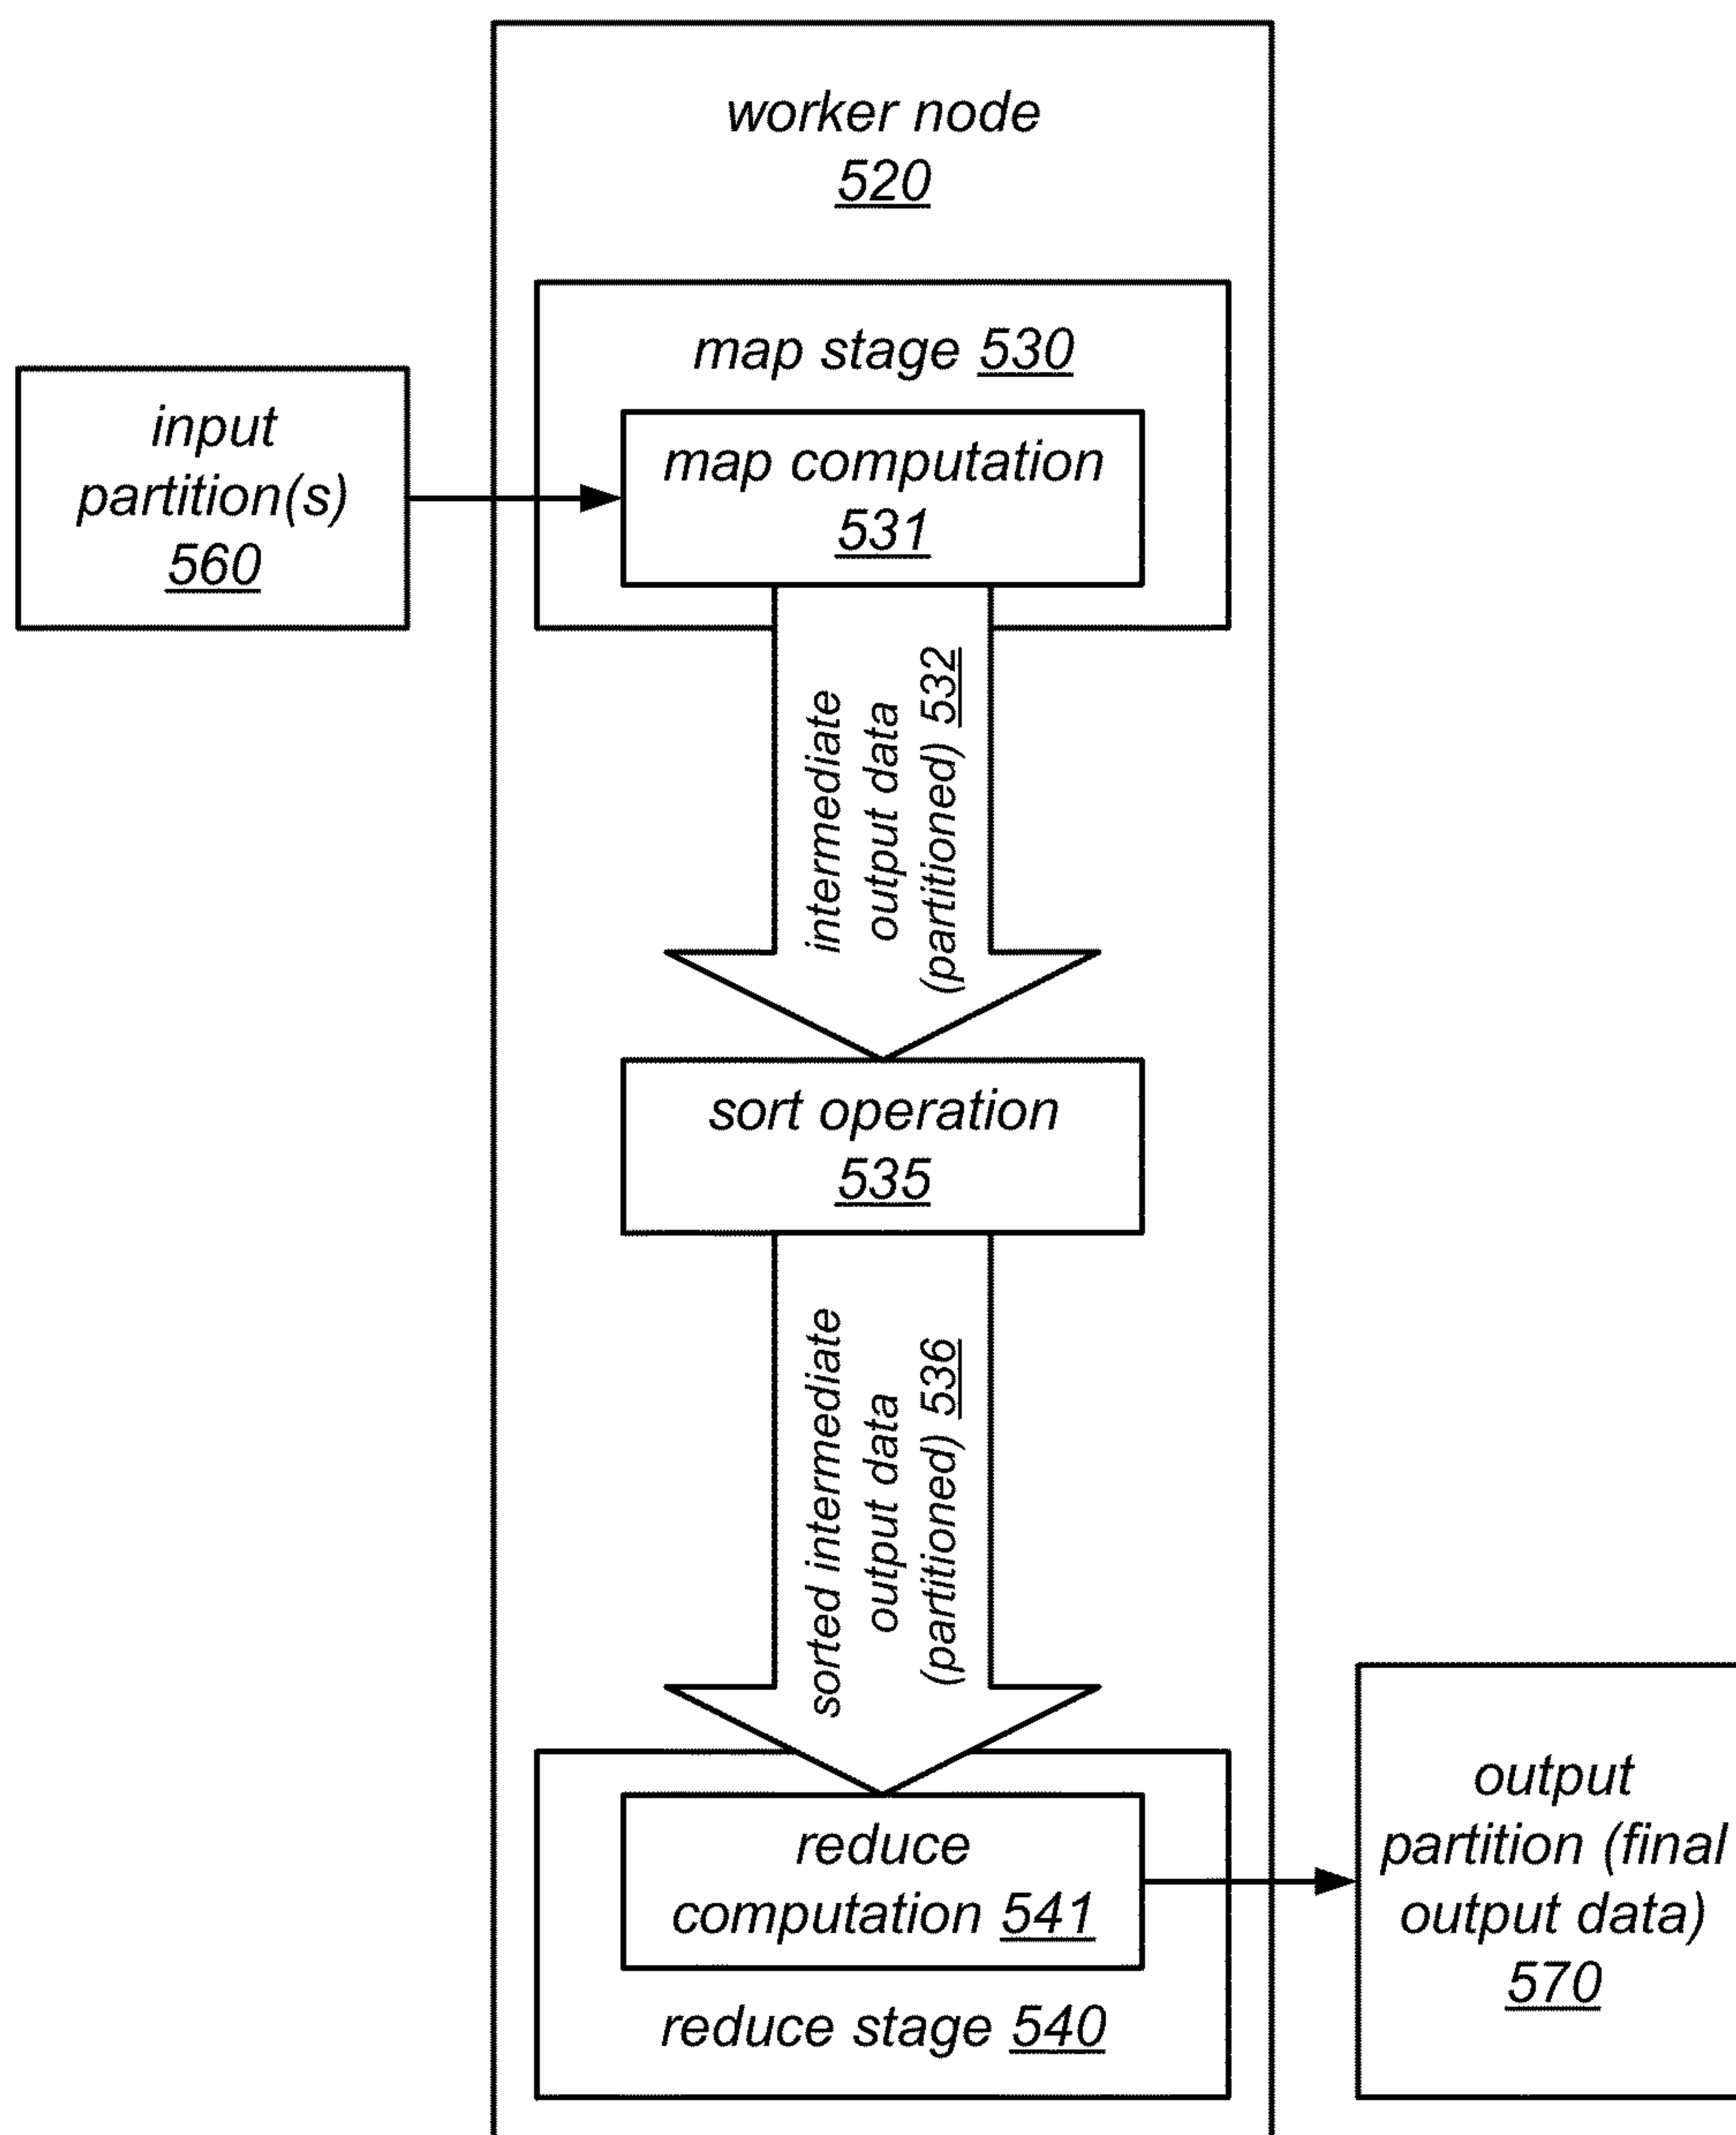 worker node
520
map stage 530
input
partition(s)
560
map computation
531
intermediate
output data
(partitioned) 532
sort operation
535
sorted intermediate
output data
(partitioned) 536
reduce
computation 541
reduce stage 540
output
partition (final
output data)
570